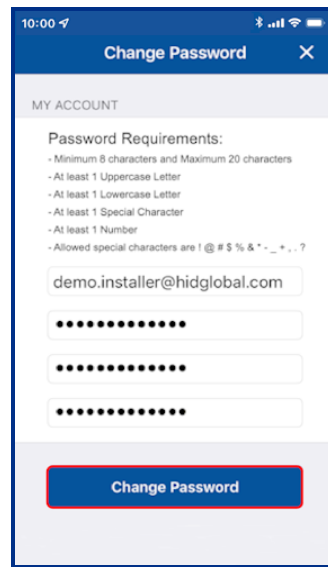 10:00
Change Password ×
MY ACCOUNT
Password Requirements:
- Minimum 8 characters and Maximum 20 characters
- At least 1 Uppercase Letter
- At least 1 Lowercase Letter
- At least 1 Special Character
- At least 1 Number
- Allowed special characters are ! @ # $ % & * - _ + , . ?
demo.installer@hidglobal.com
•••••••••••••
•••••••••••••
•••••••••••••
Change Password